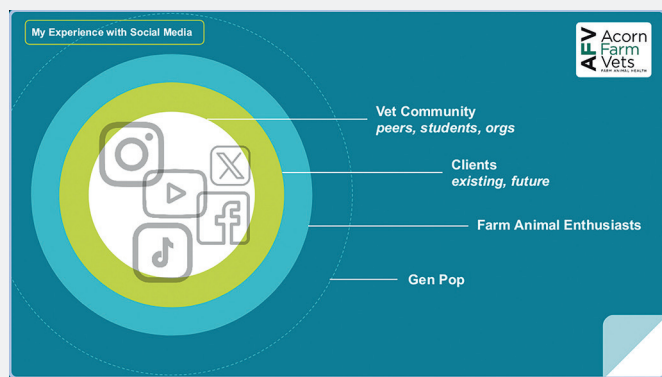 My Experience with Social Media
AFV
Acorn
Farm
Vets
FARM ANIMAL HEALTH
Vet Community
peers, students, orgs
Clients
existing, future
Farm Animal Enthusiasts
Gen Pop